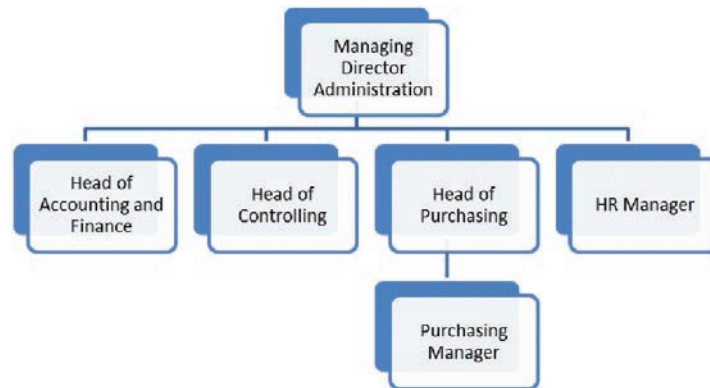 Managing
Director
Administration
Head of
Accounting and
Finance
Head of
Controlling
Head of
Purchasing
HR Manager
Purchasing
Manager